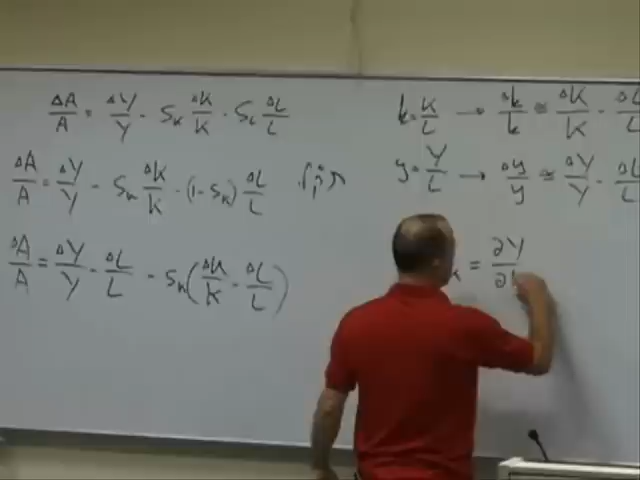 ΔA/A = ΔY/Y - S_K ΔK/K - S_L ΔL/L
ΔA/A = ΔY/Y - S_K ΔK/K - (1-S_K) ΔL/L
ΔA/A = ΔY/Y - ΔL/L - S_K (ΔK/K - ΔL/L)
k = K/L → Δk/k ≅ ΔK/K - ΔL/L
y = Y/L → Δy/y ≅ ΔY/Y - ΔL/L
= ∂Y/∂